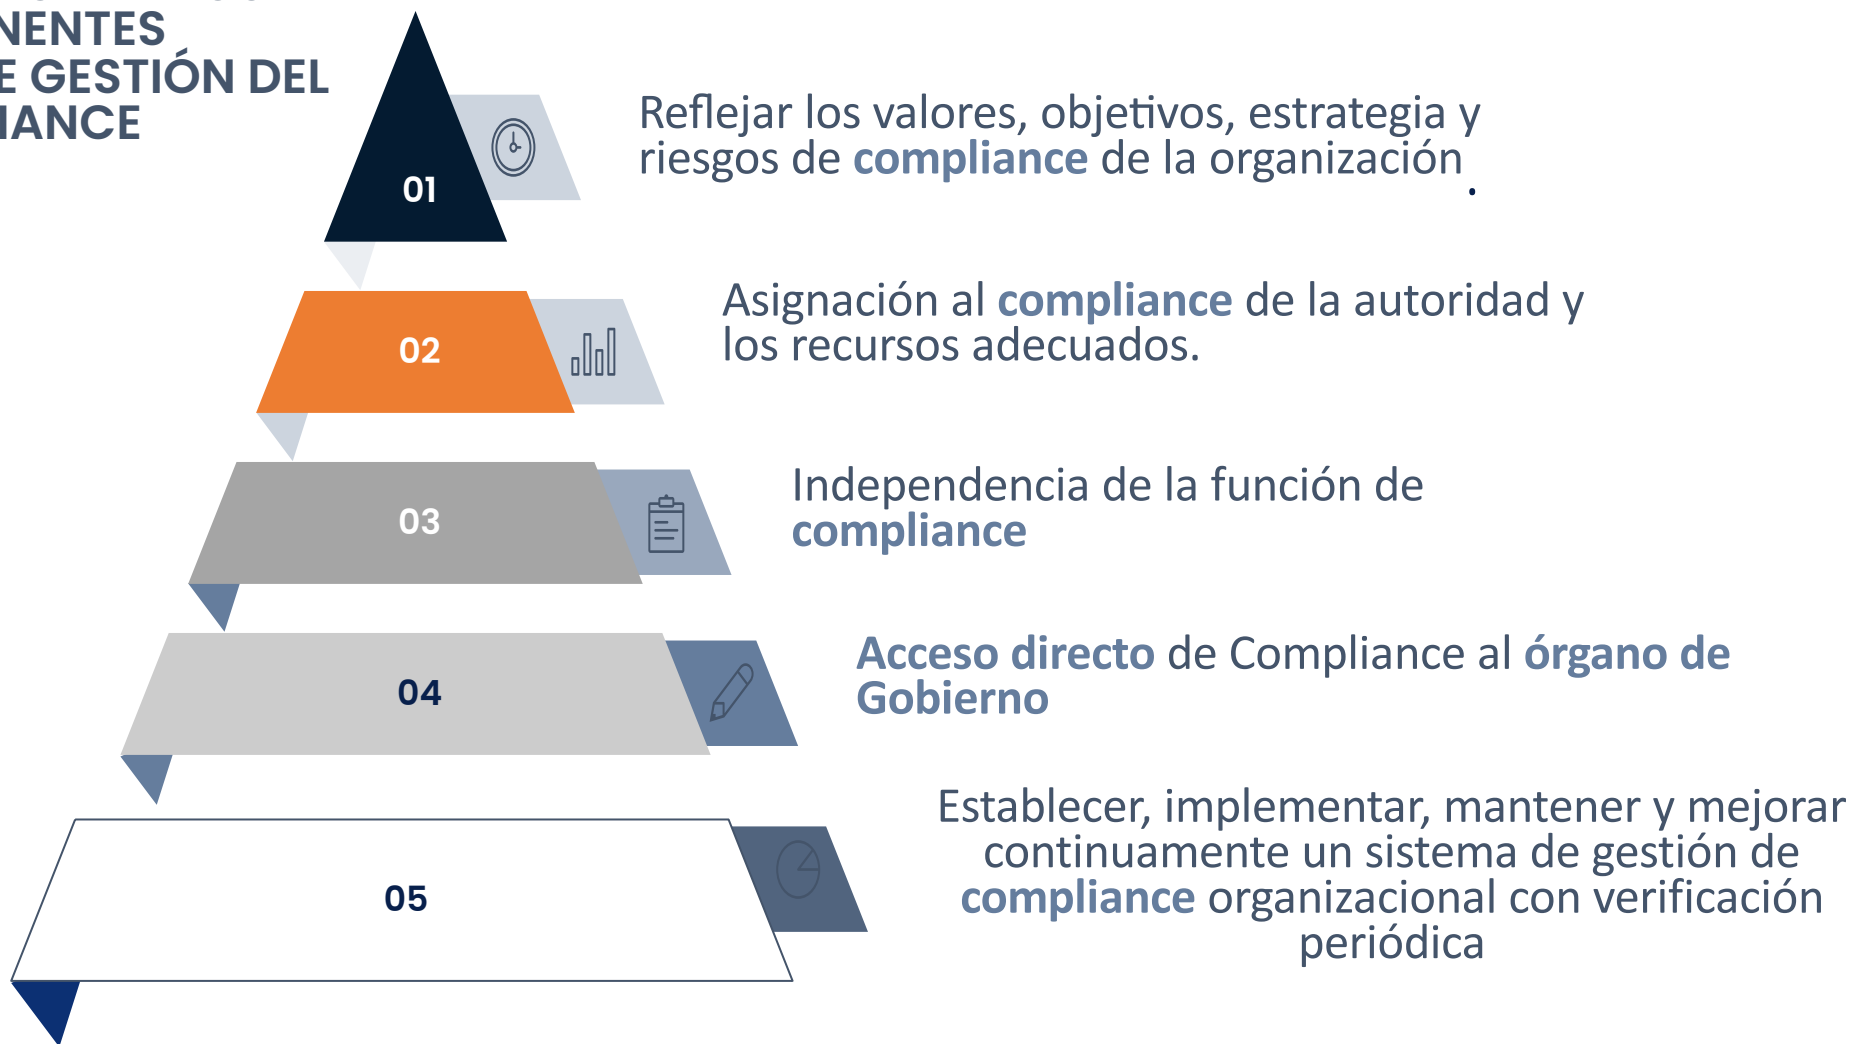 NENTES
E GESTIÓN DEL
IANCE
01
Reflejar los valores, objetivos, estrategia y
riesgos de compliance de la organización
.
02
Asignación al compliance de la autoridad y
los recursos adecuados.
03
Independencia de la función de
compliance
04
Acceso directo de Compliance al órgano de
Gobierno
05
Establecer, implementar, mantener y mejorar
continuamente un sistema de gestión de
compliance organizacional con verificación
periódica